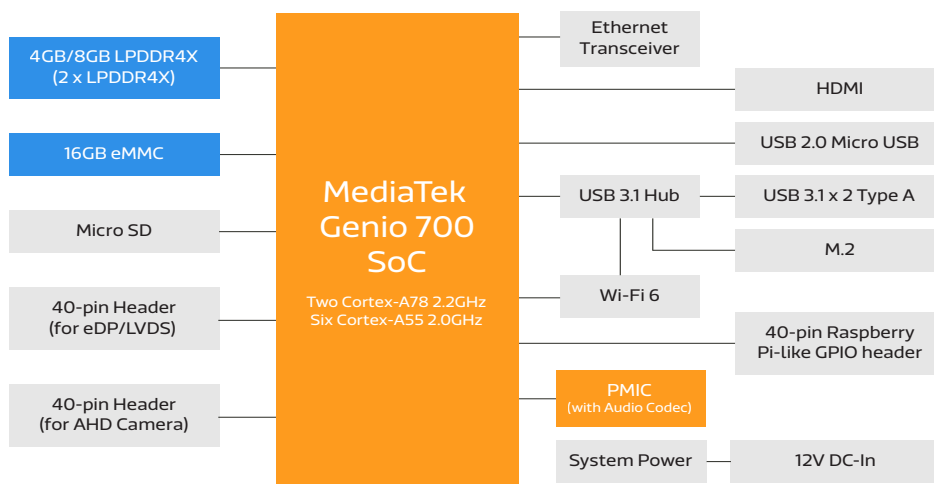 4GB/8GB LPDDR4X
(2 x LPDDR4X)
16GB eMMC
Micro SD
40-pin Header
(for eDP/LVDS)
40-pin Header
(for AHD Camera)
MediaTek
Genio 700
SoC
Two Cortex-A78 2.2GHz
Six Cortex-A55 2.0GHz
Ethernet
Transceiver
HDMI
USB 2.0 Micro USB
USB 3.1 Hub
USB 3.1 x 2 Type A
M.2
Wi-Fi 6
40-pin Raspberry
Pi-like GPIO header
PMIC
(with Audio Codec)
System Power
12V DC-In